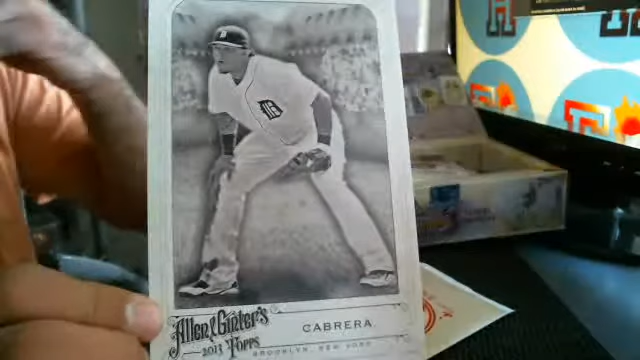 D
D
Allen & Ginter's
CABRERA
2013 Topps
BROOKLYN, NEW YORK